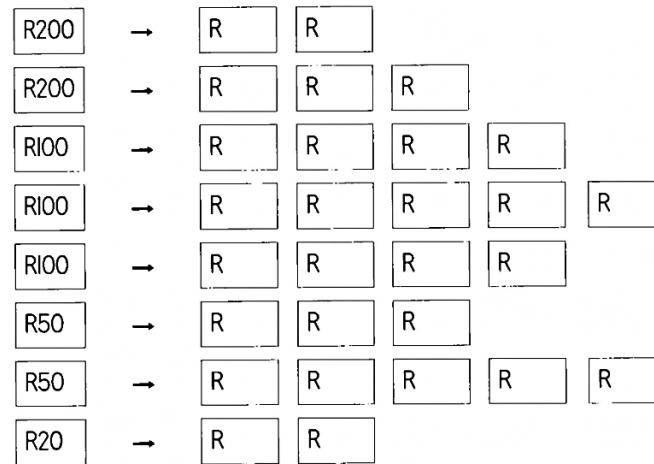 R200 → R R
R200 → R R R
R100 → R R R R
R100 → R R R R R
R100 → R R R R
R50 → R R R
R50 → R R R R R
R20 → R R